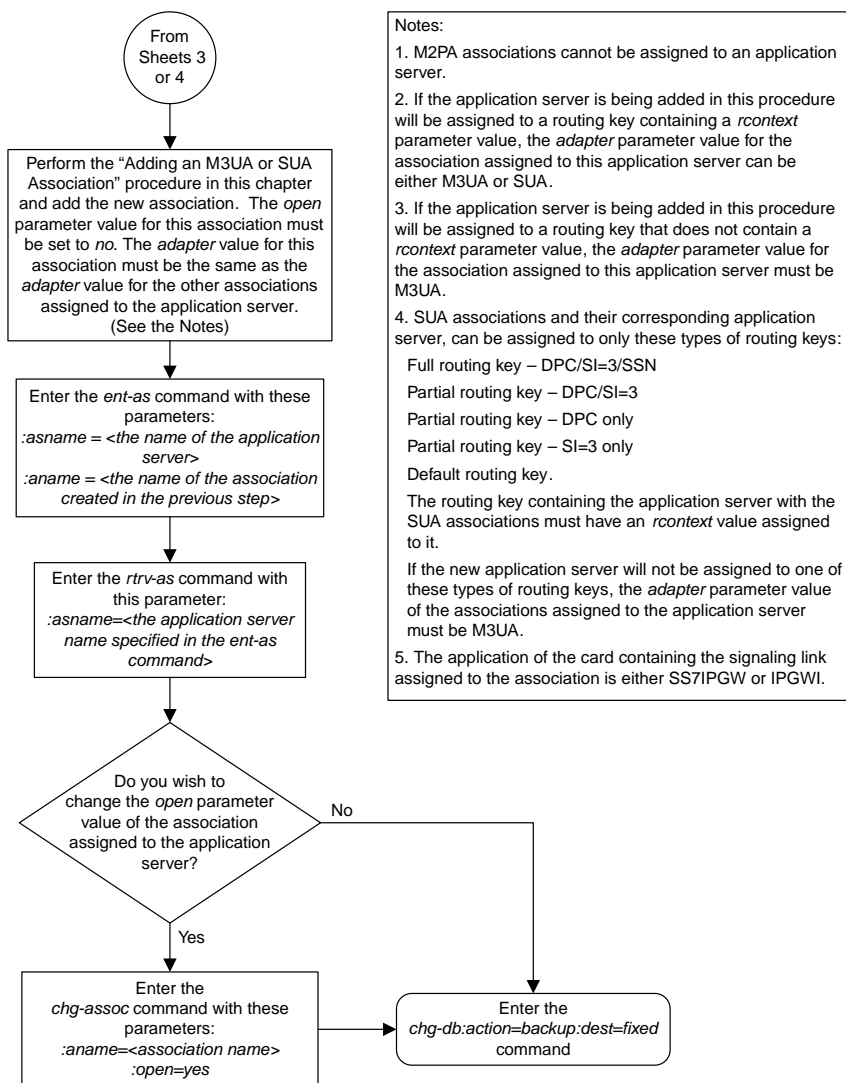 From
Sheets 3
or 4
Perform the “Adding an M3UA or SUA
Association” procedure in this chapter
and add the new association. The open
parameter value for this association must
be set to no. The adapter value for this
association must be the same as the
adapter value for the other associations
assigned to the application server.
(See the Notes)
Enter the ent-as command with these
parameters:
:asname = <the name of the application
server>
:aname = <the name of the association
created in the previous step>
Enter the rtrv-as command with
this parameter:
:asname=<the application server
name specified in the ent-as
command>
Do you wish to
change the open parameter
value of the association
assigned to the application
server?
No
Yes
Enter the
chg-assoc command with these
parameters:
:aname=<association name>
:open=yes
Enter the
chg-db:action=backup:dest=fixed
command
Notes:
1. M2PA associations cannot be assigned to an application
server.
2. If the application server is being added in this procedure
will be assigned to a routing key containing a rcontext
parameter value, the adapter parameter value for the
association assigned to this application server can be
either M3UA or SUA.
3. If the application server is being added in this procedure
will be assigned to a routing key that does not contain a
rcontext parameter value, the adapter parameter value for
the association assigned to this application server must be
M3UA.
4. SUA associations and their corresponding application
server, can be assigned to only these types of routing keys:
Full routing key – DPC/SI=3/SSN
Partial routing key – DPC/SI=3
Partial routing key – DPC only
Partial routing key – SI=3 only
Default routing key.
The routing key containing the application server with the
SUA associations must have an rcontext value assigned
to it.
If the new application server will not be assigned to one of
these types of routing keys, the adapter parameter value
of the associations assigned to the application server
must be M3UA.
5. The application of the card containing the signaling link
assigned to the association is either SS7IPGW or IPGWI.